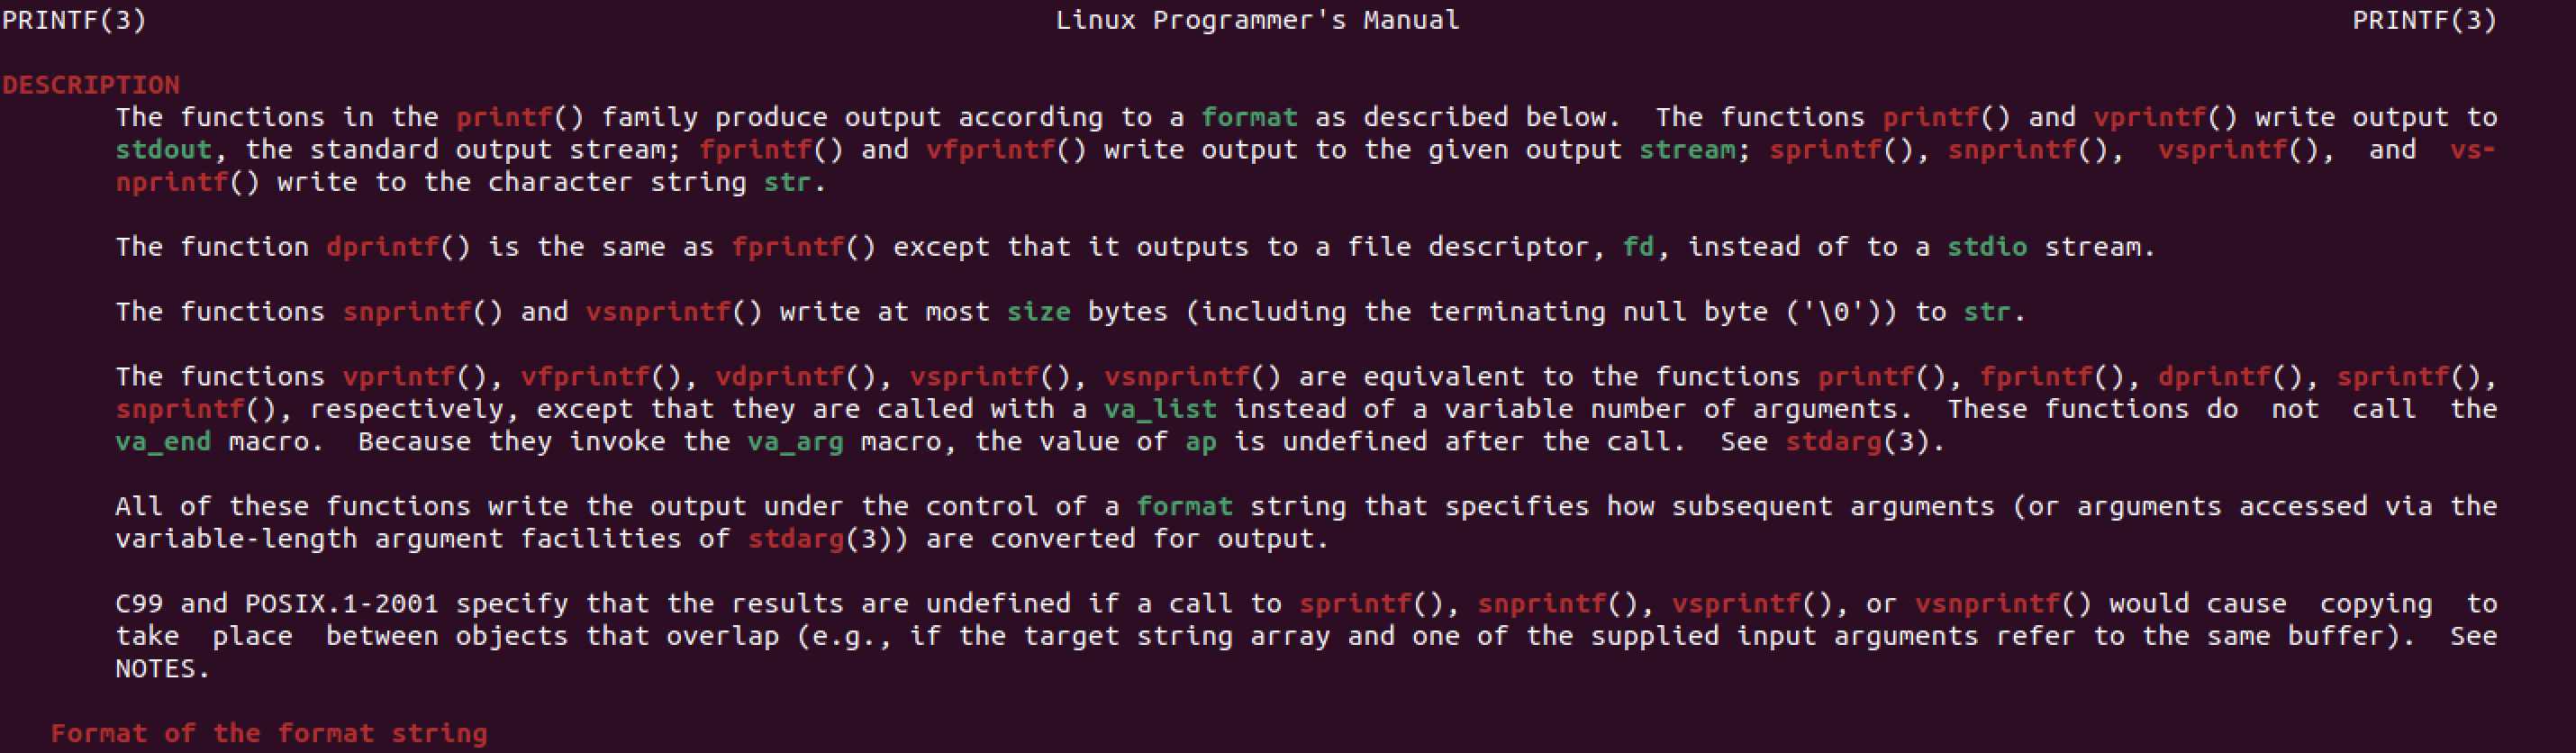 PRINTF(3) Linux Programmer's Manual PRINTF(3)
DESCRIPTION
The functions in the printf() family produce output according to a format as described below. The functions printf() and vprintf() write output to
stdout, the standard output stream; fprintf() and vfprintf() write output to the given output stream; sprintf(), snprintf(), vsprintf(), and vs-
nprintf() write to the character string str.
The function dprintf() is the same as fprintf() except that it outputs to a file descriptor, fd, instead of to a stdio stream.
The functions snprintf() and vsnprintf() write at most size bytes (including the terminating null byte ('\0')) to str.
The functions vprintf(), vfprintf(), vdprintf(), vsprintf(), vsnprintf() are equivalent to the functions printf(), fprintf(), dprintf(), sprintf(),
snprintf(), respectively, except that they are called with a va_list instead of a variable number of arguments. These functions do not call the
va_end macro. Because they invoke the va_arg macro, the value of ap is undefined after the call. See stdarg(3).
All of these functions write the output under the control of a format string that specifies how subsequent arguments (or arguments accessed via the
variable-length argument facilities of stdarg(3)) are converted for output.
C99 and POSIX.1-2001 specify that the results are undefined if a call to sprintf(), snprintf(), vsprintf(), or vsnprintf() would cause copying to
take place between objects that overlap (e.g., if the target string array and one of the supplied input arguments refer to the same buffer). See
NOTES.
Format of the format string